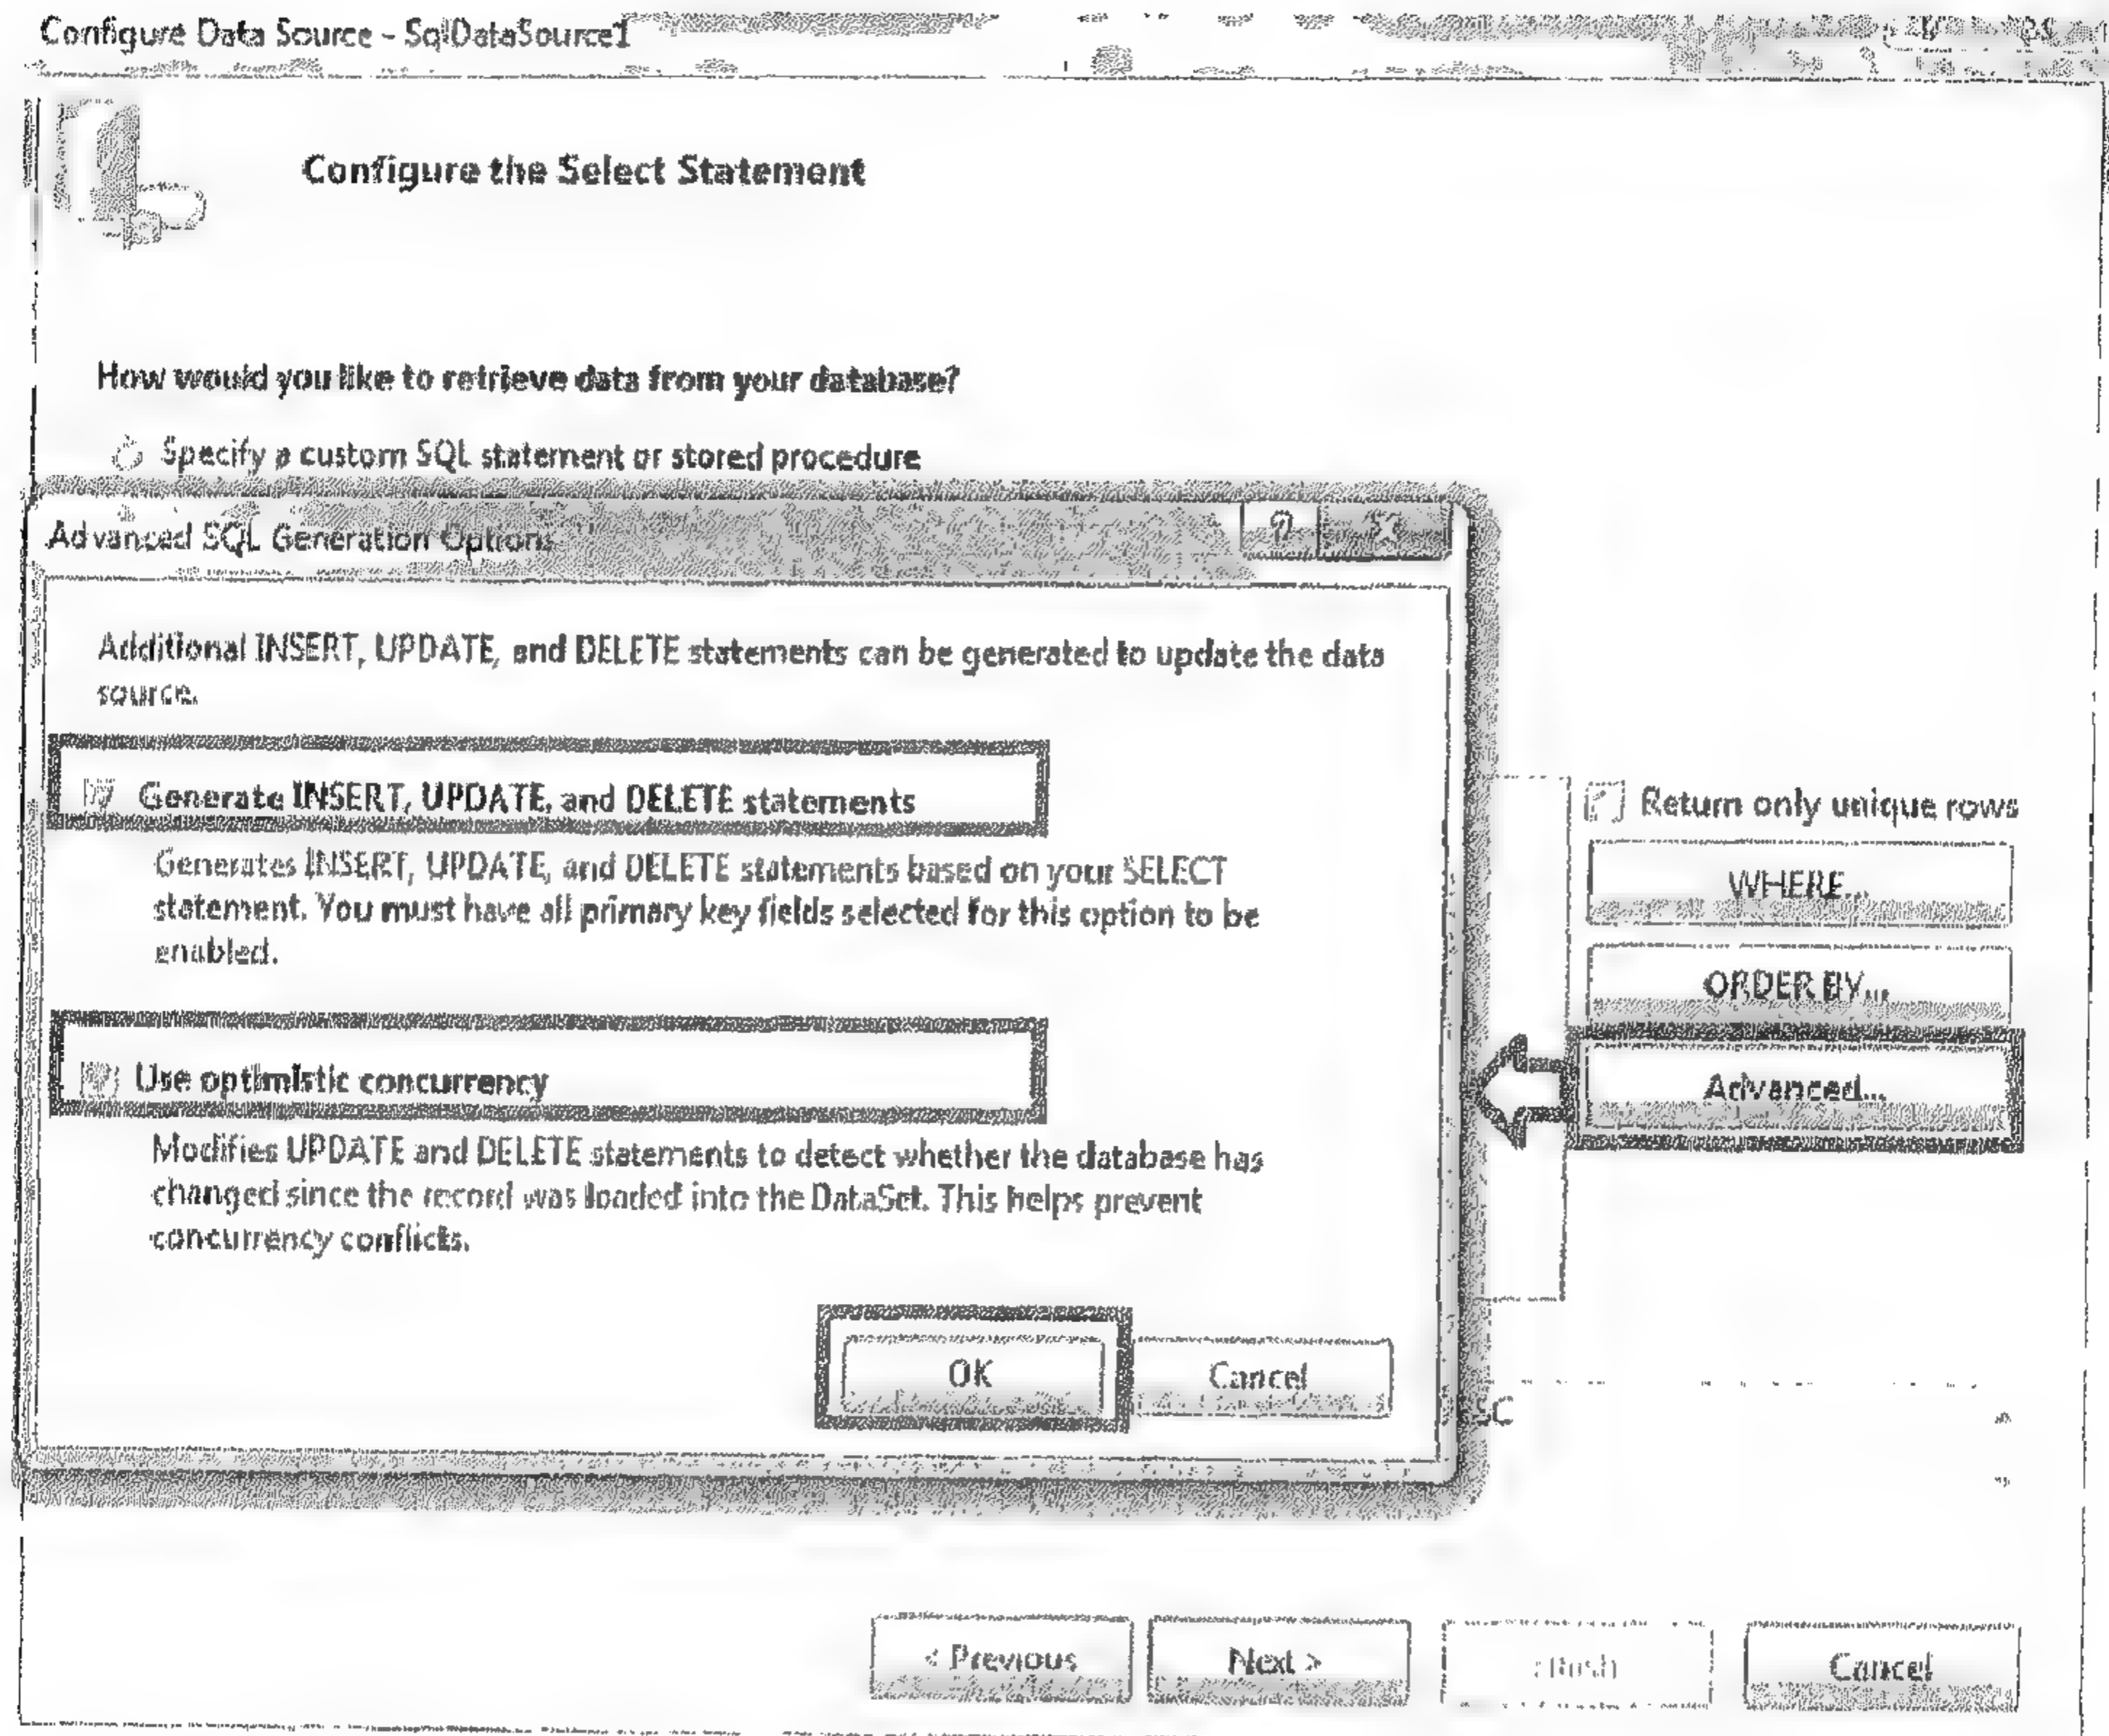 Configure Data Source - SqlDataSource1
Configure the Select Statement
How would you like to retrieve data from your database?
Specify a custom SQL statement or stored procedure
Advanced SQL Generation Options
?
Additional INSERT, UPDATE, and DELETE statements can be generated to update the data
source.
Generate INSERT, UPDATE, and DELETE statements
Generates INSERT, UPDATE, and DELETE statements based on your SELECT
statement. You must have all primary key fields selected for this option to be
enabled.
Use optimistic concurrency
Modifies UPDATE and DELETE statements to detect whether the database has
changed since the record was loaded into the DataSet. This helps prevent
concurrency conflicts.
OK
Cancel
Return only unique rows
WHERE...
ORDER BY...
Advanced...
SC
< Previous
Next >
Finish
Cancel